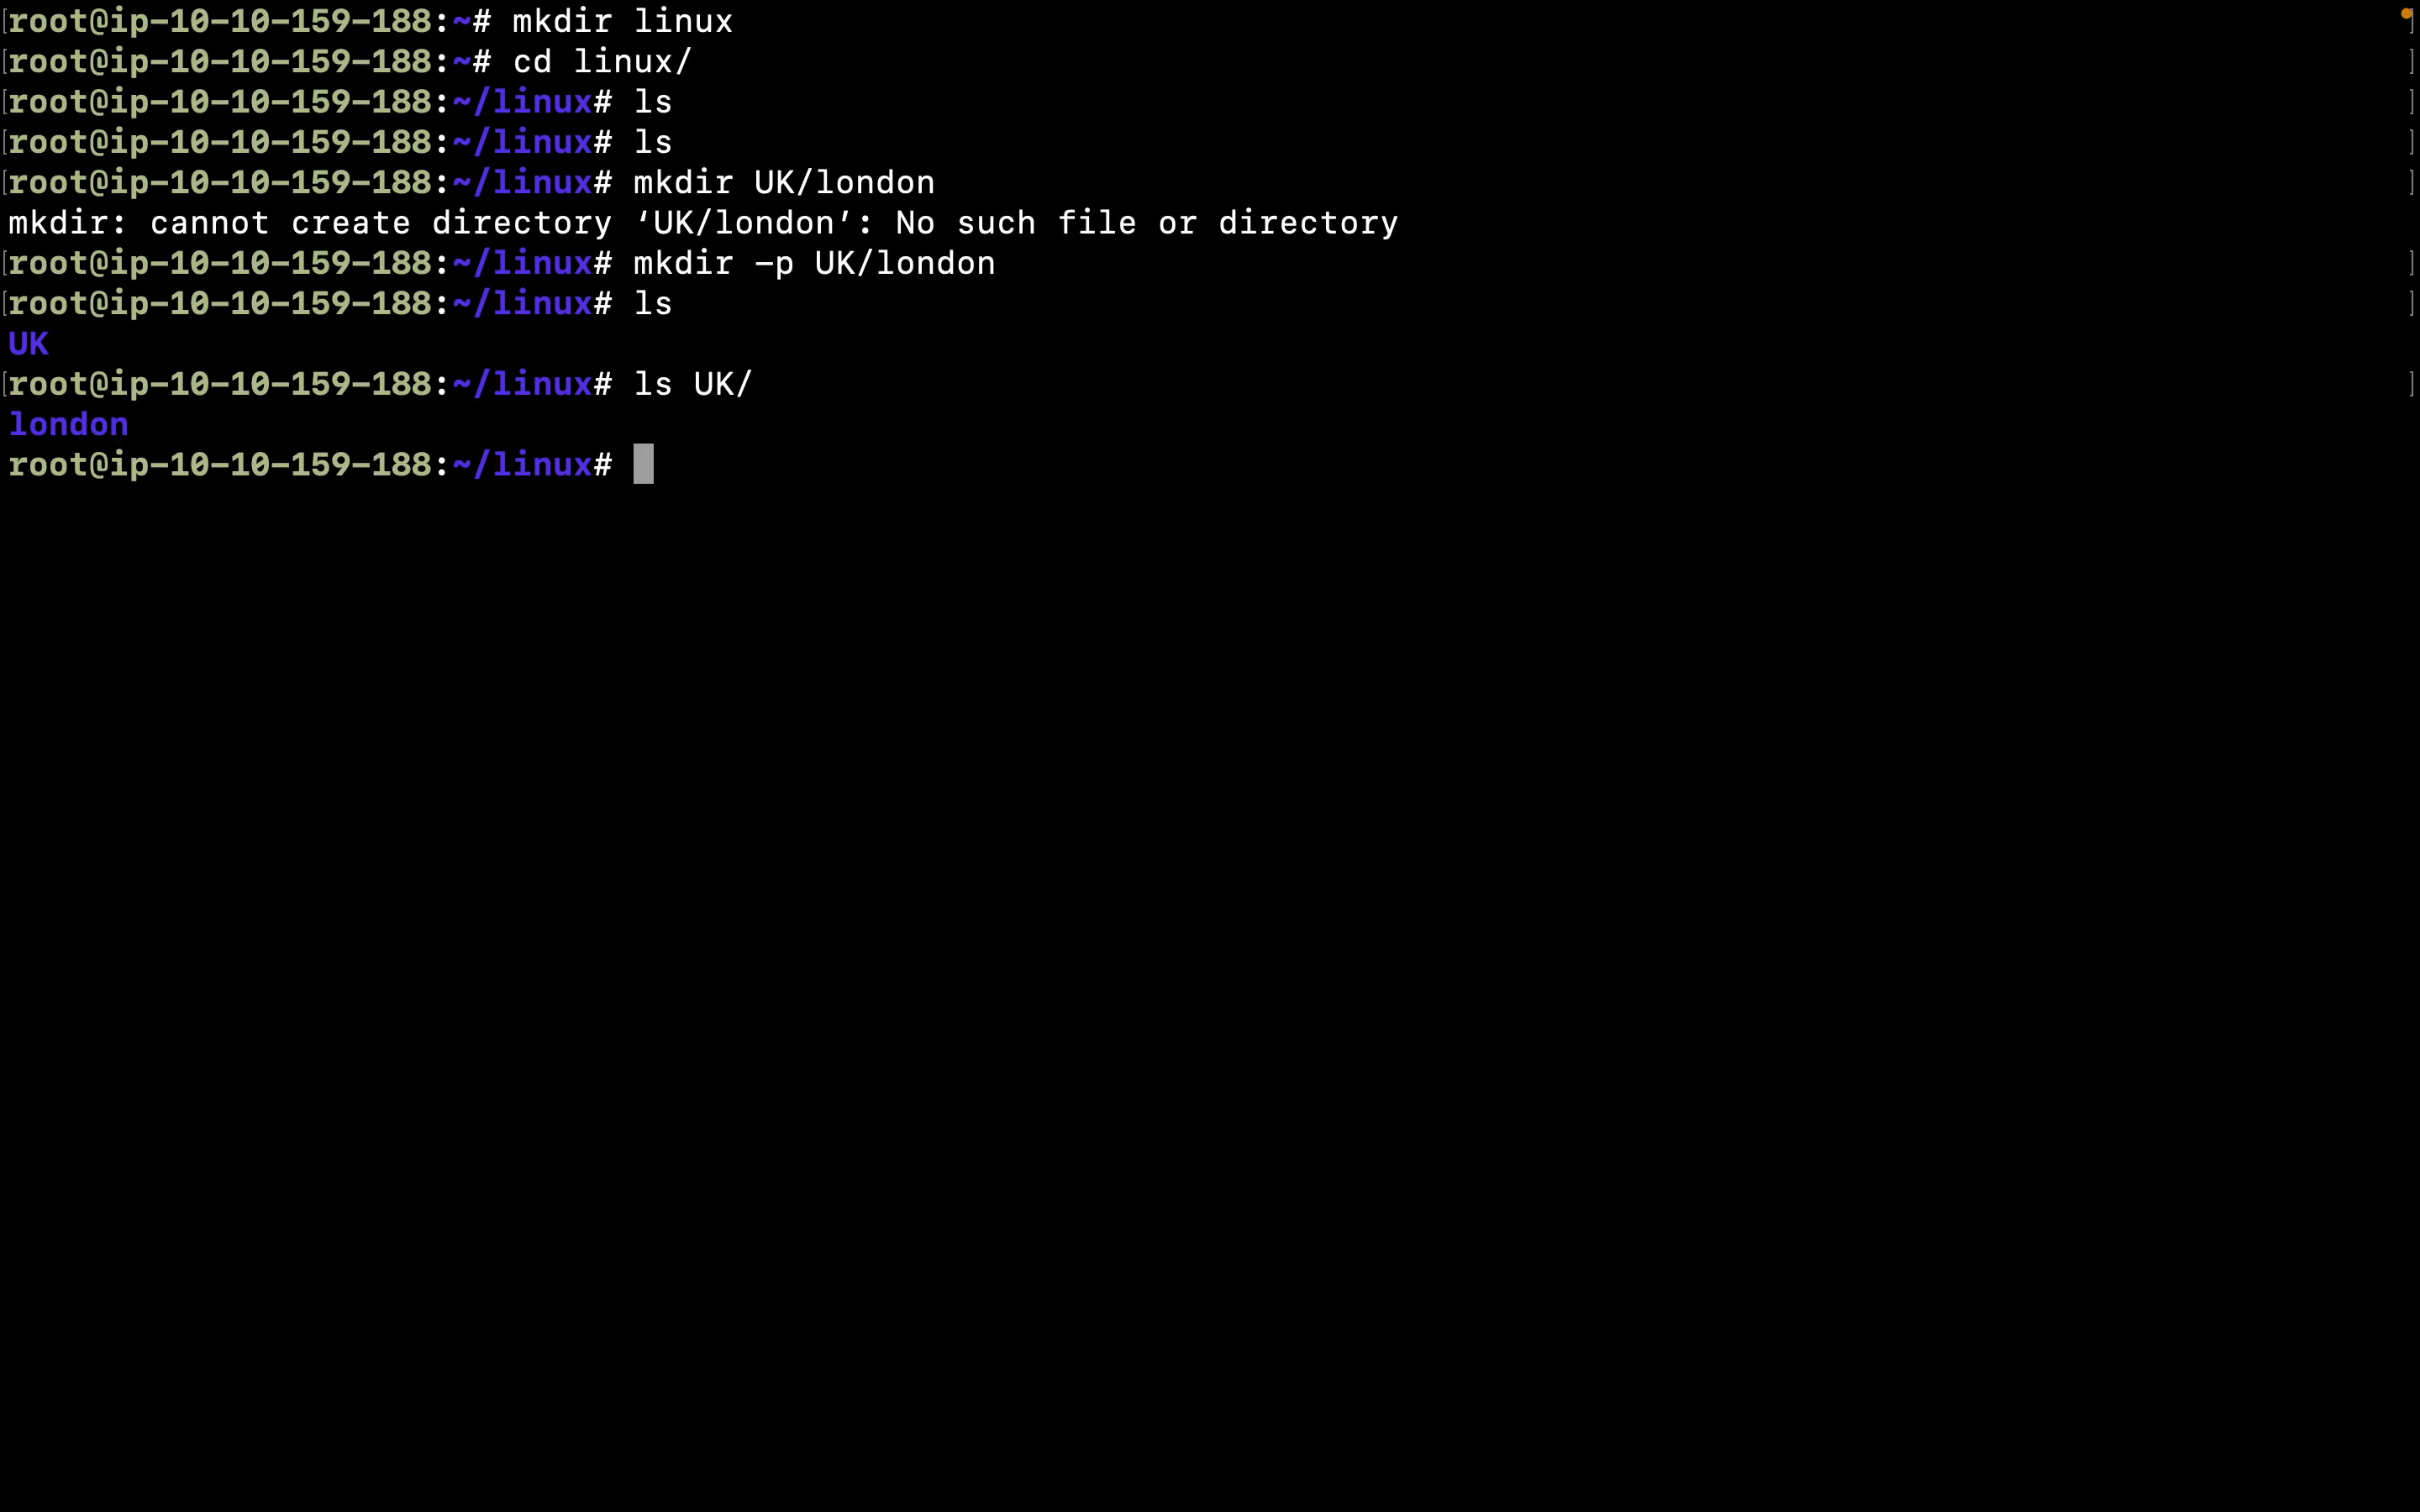 [root@ip-10-10-159-188:~# mkdir linux ]
[root@ip-10-10-159-188:~# cd linux/ ]
[root@ip-10-10-159-188:~/linux# ls ]
[root@ip-10-10-159-188:~/linux# ls ]
[root@ip-10-10-159-188:~/linux# mkdir UK/london ]
mkdir: cannot create directory ‘UK/london’: No such file or directory
[root@ip-10-10-159-188:~/linux# mkdir -p UK/london ]
[root@ip-10-10-159-188:~/linux# ls ]
UK
[root@ip-10-10-159-188:~/linux# ls UK/ ]
london
root@ip-10-10-159-188:~/linux#